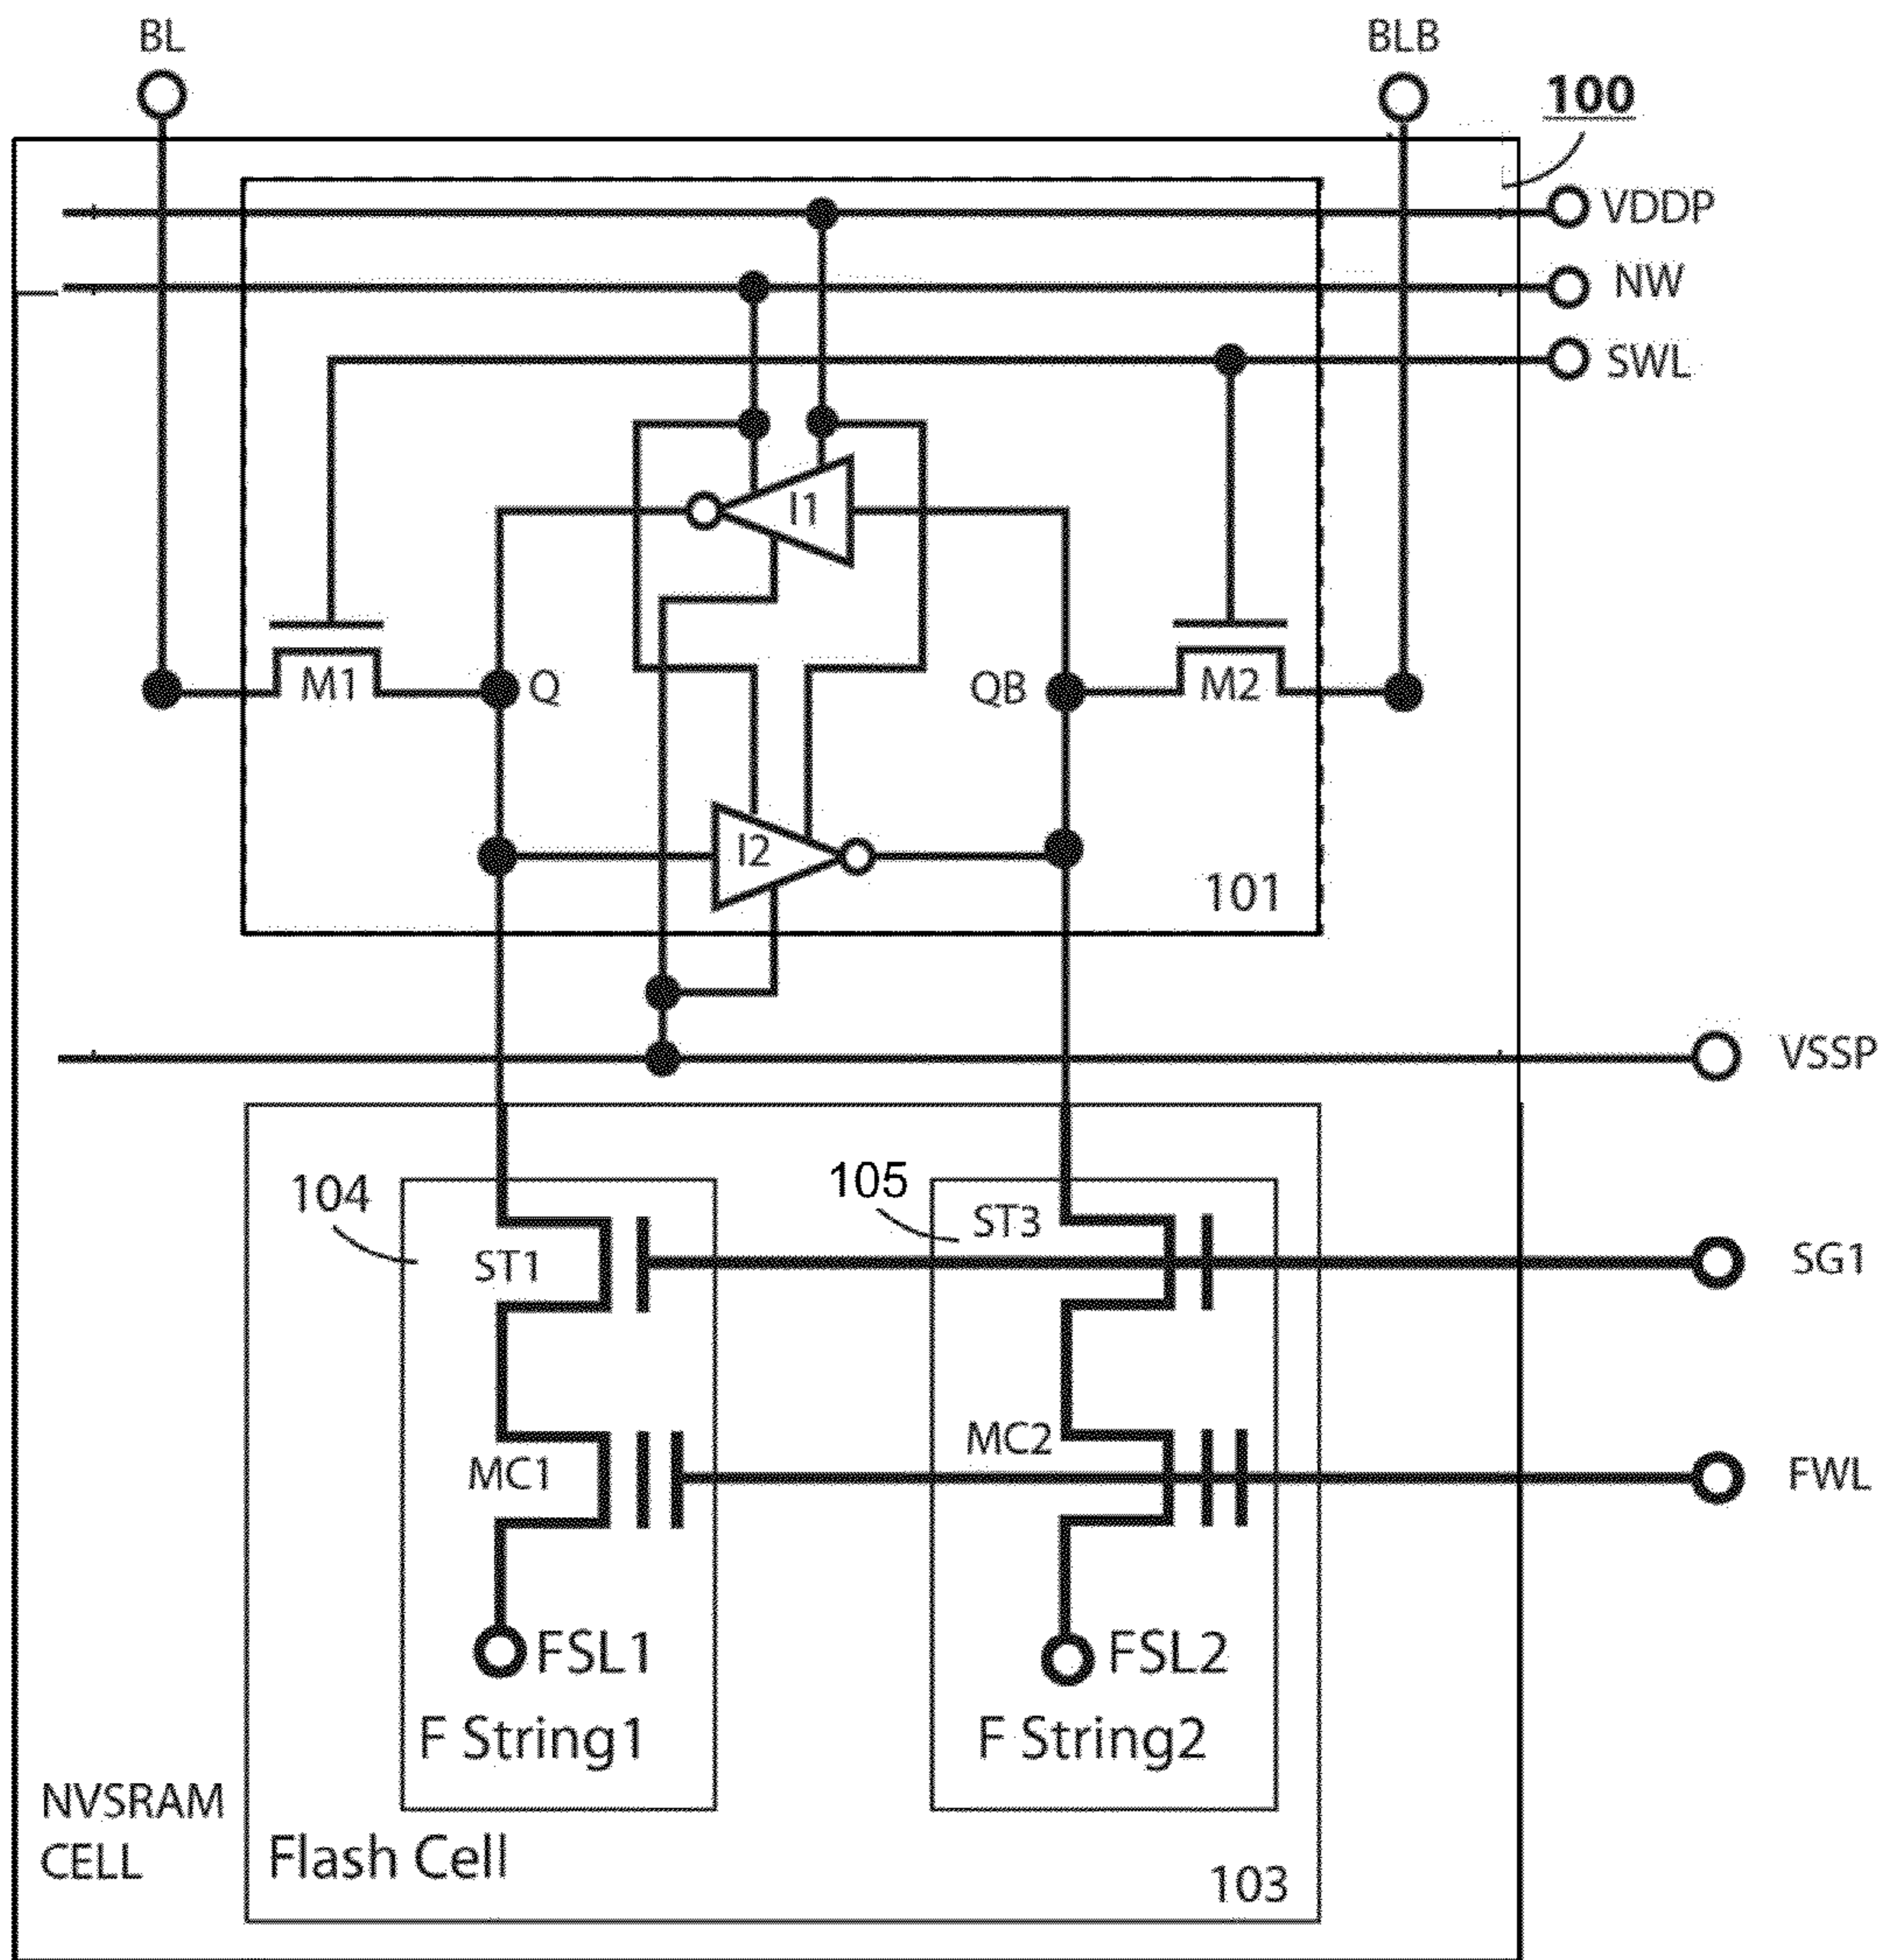 BL
BLB
100
VDDP
NW
SWL
I1
M1
Q
QB
M2
I2
101
VSSP
104
105
ST3
ST1
SG1
MC2
MC1
FWL
FSL1
FSL2
F String1
F String2
NVSRAM
CELL
Flash Cell
103